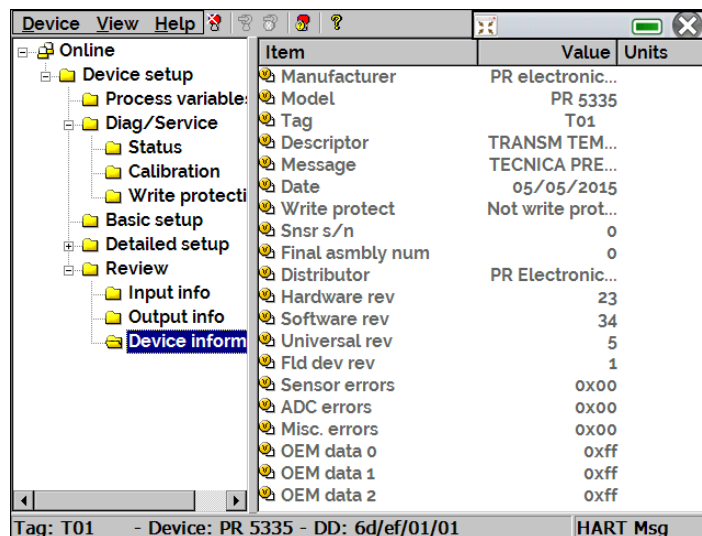 Device View Help
Online
Device setup
Process variable
Diag/Service
Status
Calibration
Write protecti
Basic setup
Detailed setup
Review
Input info
Output info
Device inform
Item Value Units
Manufacturer PR electronic...
Model PR 5335
Tag T01
Descriptor TRANSM TEM...
Message TECNICA PRE...
Date 05/05/2015
Write protect Not write prot...
Snsr s/n 0
Final asmbly num 0
Distributor PR Electronic...
Hardware rev 23
Software rev 34
Universal rev 5
Fld dev rev 1
Sensor errors 0x00
ADC errors 0x00
Misc. errors 0x00
OEM data 0 0xff
OEM data 1 0xff
OEM data 2 0xff
Tag: T01 - Device: PR 5335 - DD: 6d/ef/01/01 HART Msg